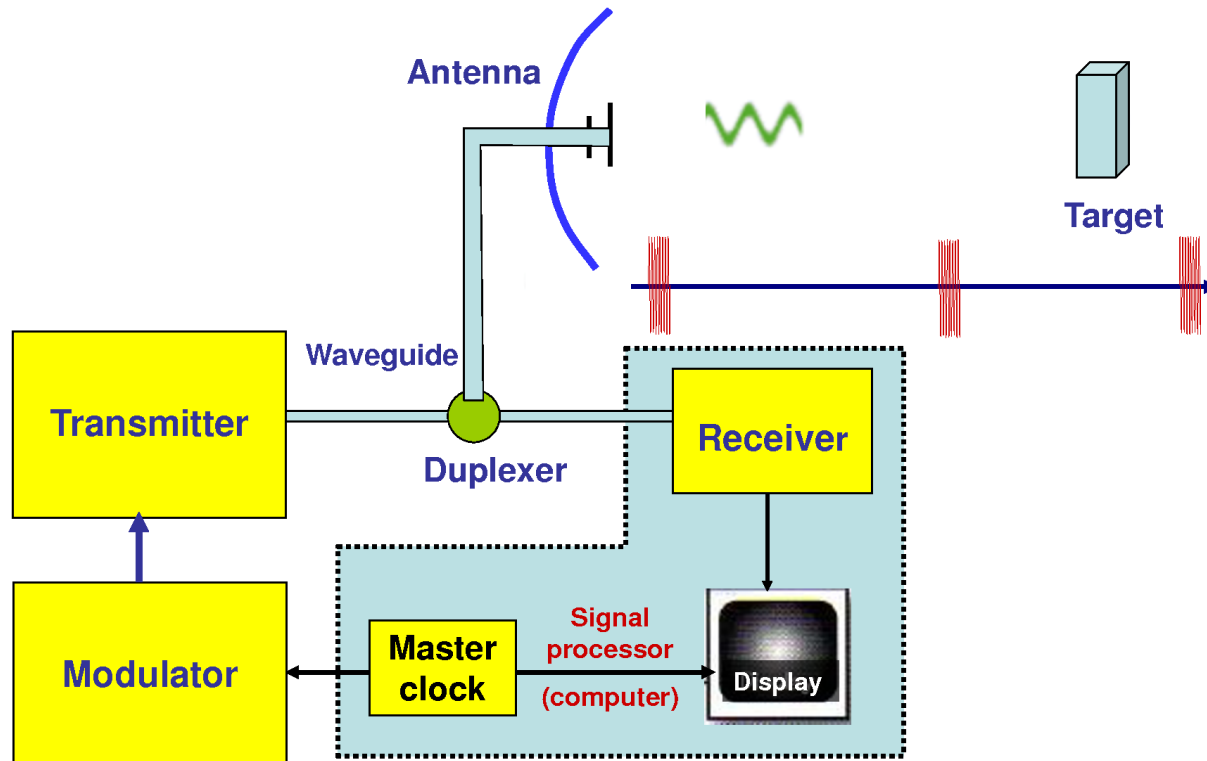 Antenna
Target
Waveguide
Transmitter
Duplexer
Receiver
Modulator
Master
clock
Signal
processor
(computer)
Display